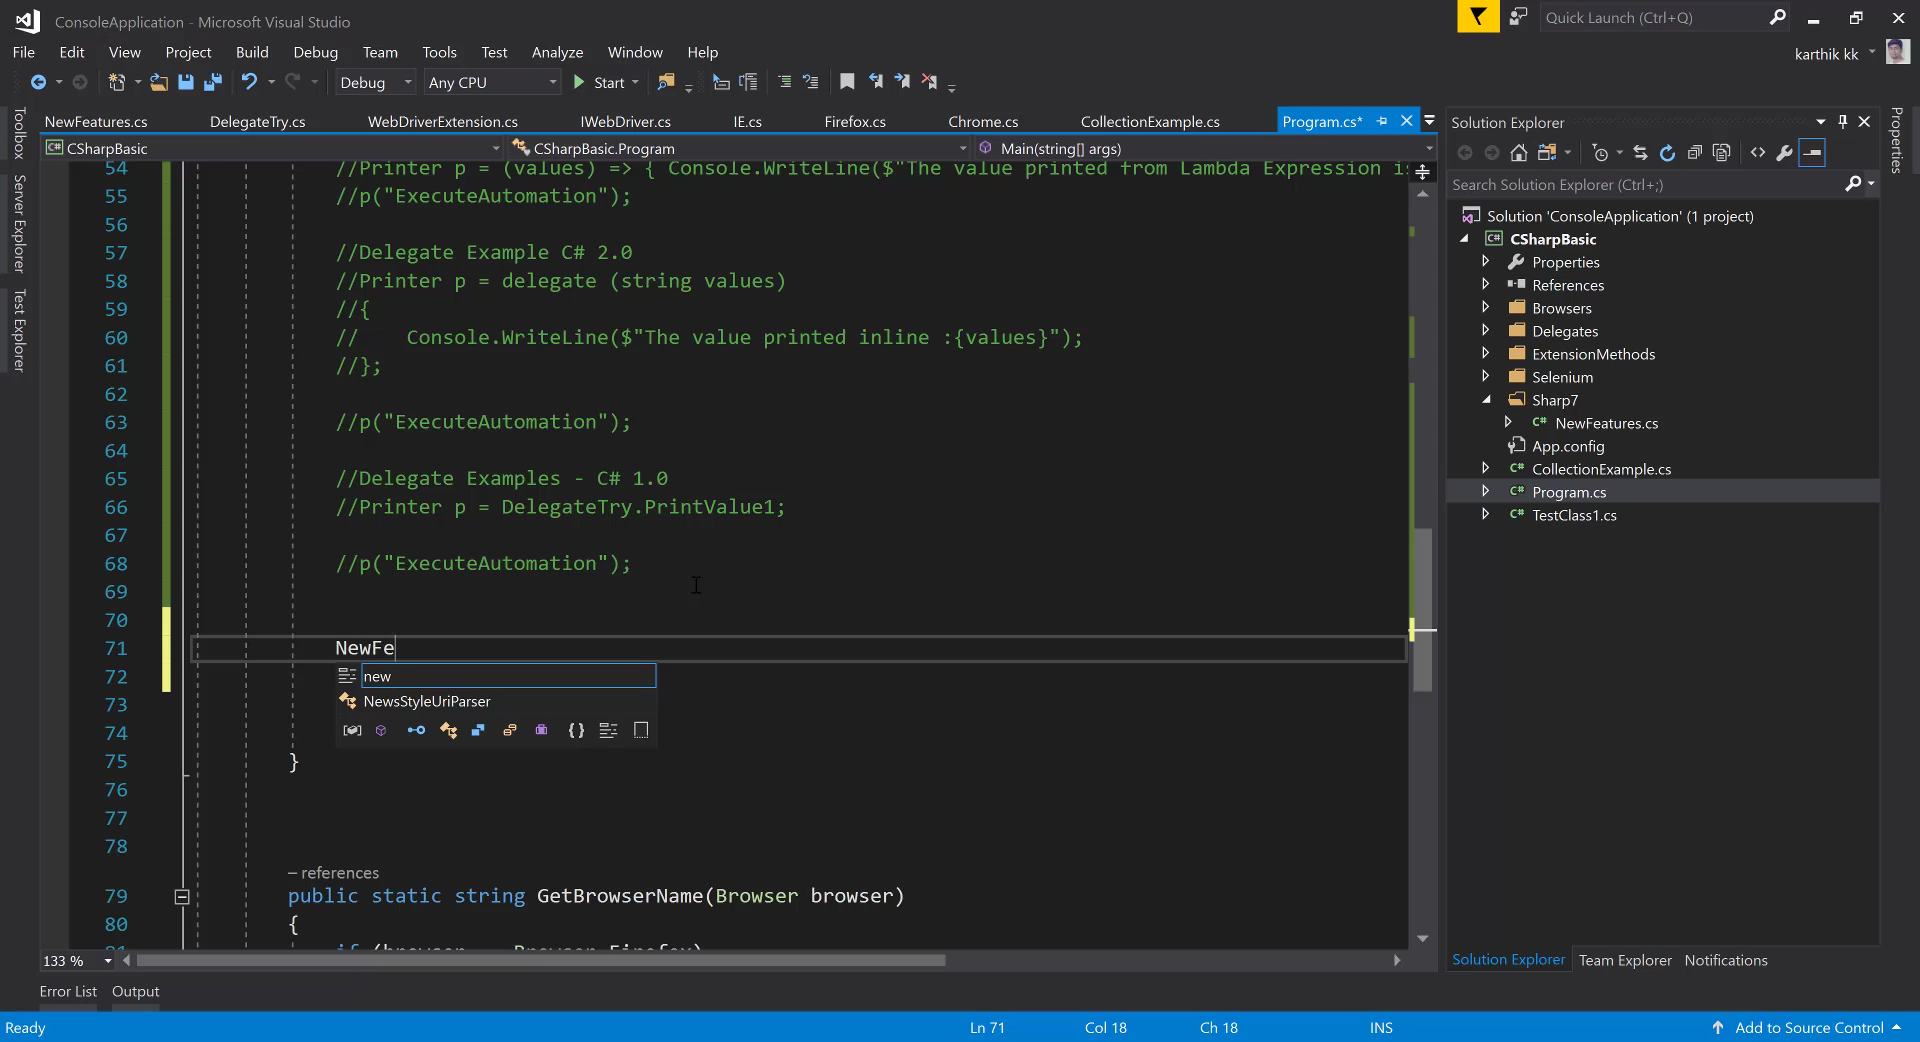 ConsoleApplication - Microsoft Visual Studio
Quick Launch (Ctrl+Q)
File Edit View Project Build Debug Team Tools Test Analyze Window Help
karthik kk
Debug Any CPU Start
NewFeatures.cs DelegateTry.cs WebDriverExtension.cs IWebDriver.cs IE.cs Firefox.cs Chrome.cs CollectionExample.cs Program.cs*
CSharpBasic CSharpBasic.Program Main(string[] args)
54 //Printer p = (values) => { Console.WriteLine($"The value printed from Lambda Expression is
55 //p("ExecuteAutomation");
56
57 //Delegate Example C# 2.0
58 //Printer p = delegate (string values)
59 //{
60 // Console.WriteLine($"The value printed inline :{values}");
61 //};
62
63 //p("ExecuteAutomation");
64
65 //Delegate Examples - C# 1.0
66 //Printer p = DelegateTry.PrintValue1;
67
68 //p("ExecuteAutomation");
69
70
71 NewFe
72 new
73 NewsStyleUriParser
74
75 }
76
77
78
– references
79 public static string GetBrowserName(Browser browser)
80 {
81 if (browser == Browser.Firefox)
133 %
Error List Output
Ready Ln 71 Col 18 Ch 18 INS Add to Source Control
Toolbox
Server Explorer
Test Explorer
Solution Explorer
Search Solution Explorer (Ctrl+;)
Solution 'ConsoleApplication' (1 project)
C# CSharpBasic
Properties
References
Browsers
Delegates
ExtensionMethods
Selenium
Sharp7
C# NewFeatures.cs
App.config
C# CollectionExample.cs
C# Program.cs
C# TestClass1.cs
Solution Explorer Team Explorer Notifications
Properties